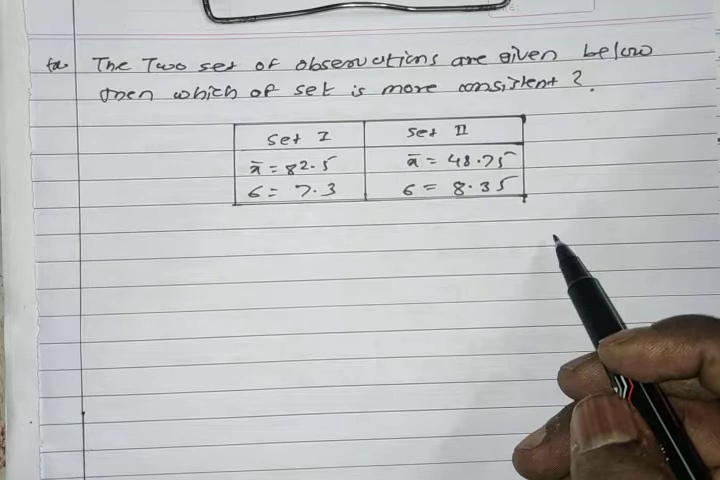 Ex The Two set of observations are given below
then which of set is more consistent ?.
Set I Set II
x̄ = 82.5 x̄ = 48.75
σ = 7.3 σ = 8.35